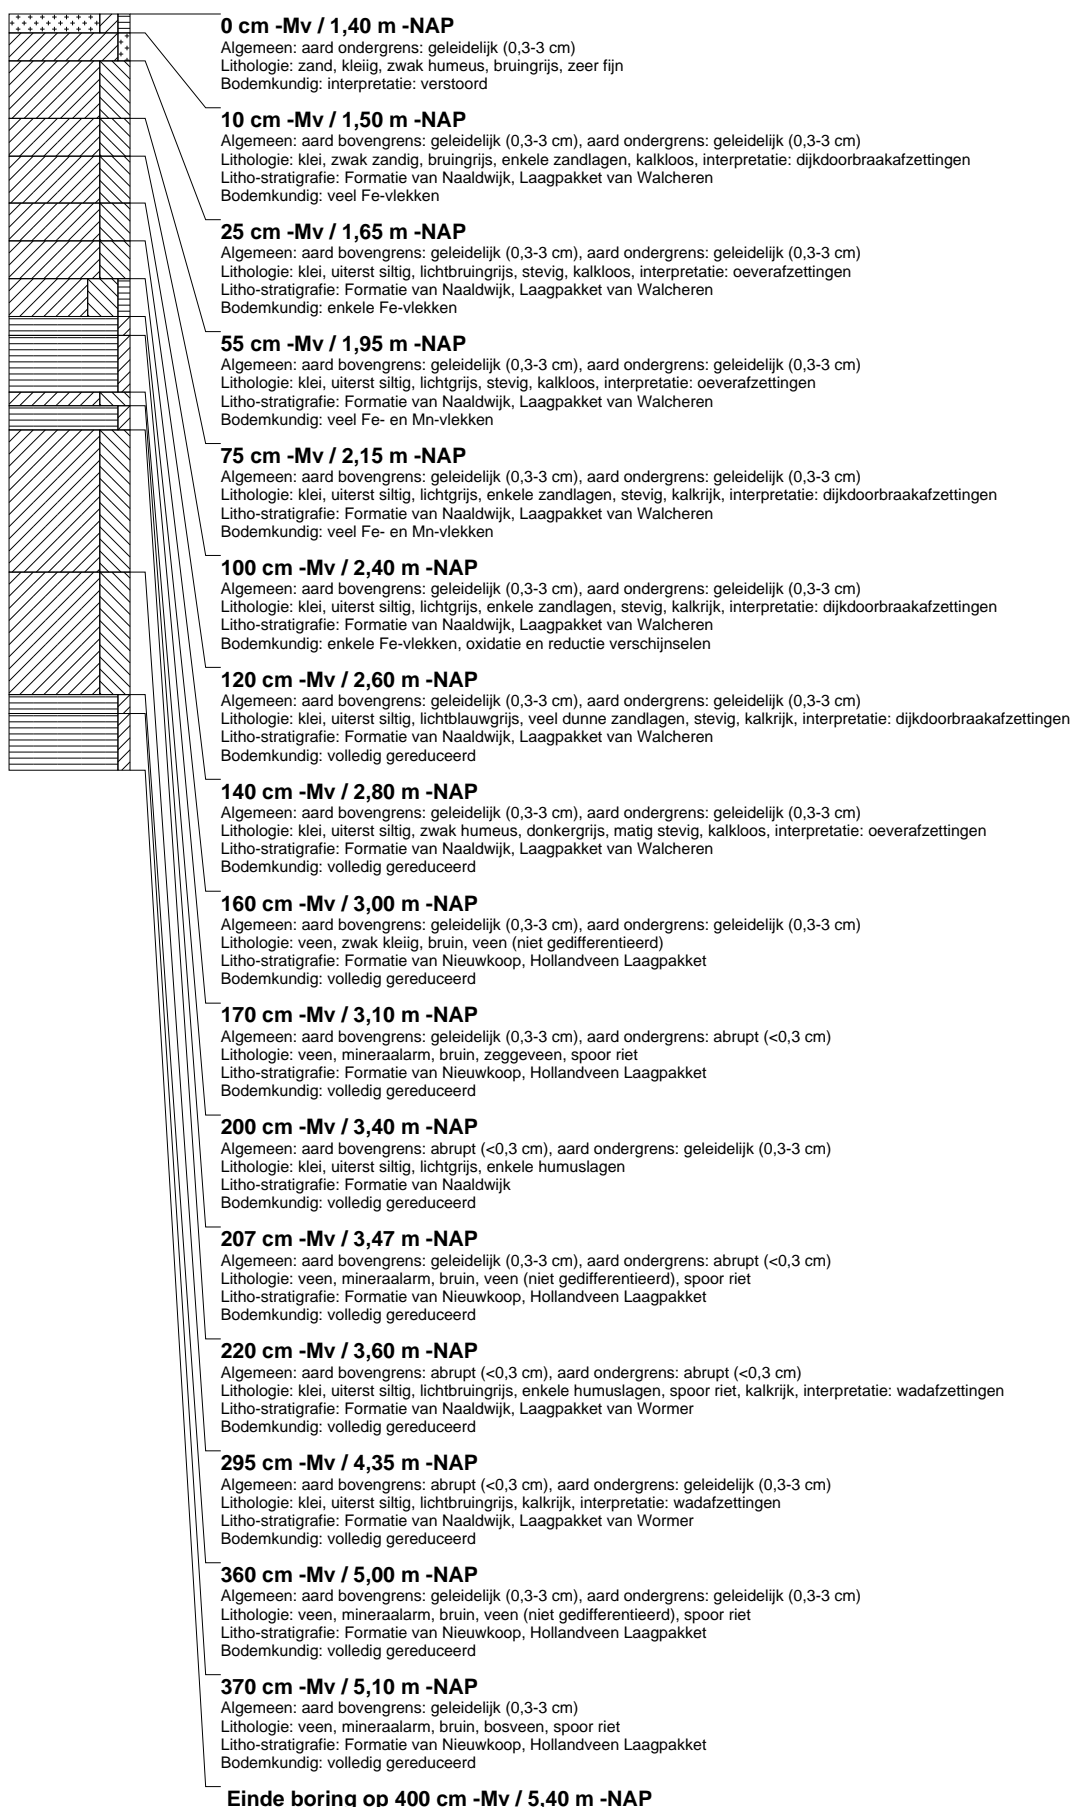 0 cm -Mv / 1,40 m -NAP
Algemeen: aard ondergrens: geleidelijk (0,3-3 cm)
Lithologie: zand, kleiig, zwak humeus, bruingrijs, zeer fijn
Bodemkundig: interpretatie: verstoord
10 cm -Mv / 1,50 m -NAP
Algemeen: aard bovengrens: geleidelijk (0,3-3 cm), aard ondergrens: geleidelijk (0,3-3 cm)
Lithologie: klei, zwak zandig, bruingrijs, enkele zandlagen, kalkloos, interpretatie: dijkdoorbraakafzettingen
Litho-stratigrafie: Formatie van Naaldwijk, Laagpakket van Walcheren
Bodemkundig: veel Fe-vlekken
25 cm -Mv / 1,65 m -NAP
Algemeen: aard bovengrens: geleidelijk (0,3-3 cm), aard ondergrens: geleidelijk (0,3-3 cm)
Lithologie: klei, uiterst siltig, lichtbruingrijs, stevig, kalkloos, interpretatie: oeverafzettingen
Litho-stratigrafie: Formatie van Naaldwijk, Laagpakket van Walcheren
Bodemkundig: enkele Fe-vlekken
55 cm -Mv / 1,95 m -NAP
Algemeen: aard bovengrens: geleidelijk (0,3-3 cm), aard ondergrens: geleidelijk (0,3-3 cm)
Lithologie: klei, uiterst siltig, lichtgrijs, stevig, kalkloos, interpretatie: oeverafzettingen
Litho-stratigrafie: Formatie van Naaldwijk, Laagpakket van Walcheren
Bodemkundig: veel Fe- en Mn-vlekken
75 cm -Mv / 2,15 m -NAP
Algemeen: aard bovengrens: geleidelijk (0,3-3 cm), aard ondergrens: geleidelijk (0,3-3 cm)
Lithologie: klei, uiterst siltig, lichtgrijs, enkele zandlagen, stevig, kalkrijk, interpretatie: dijkdoorbraakafzettingen
Litho-stratigrafie: Formatie van Naaldwijk, Laagpakket van Walcheren
Bodemkundig: veel Fe- en Mn-vlekken
100 cm -Mv / 2,40 m -NAP
Algemeen: aard bovengrens: geleidelijk (0,3-3 cm), aard ondergrens: geleidelijk (0,3-3 cm)
Lithologie: klei, uiterst siltig, lichtgrijs, enkele zandlagen, stevig, kalkrijk, interpretatie: dijkdoorbraakafzettingen
Litho-stratigrafie: Formatie van Naaldwijk, Laagpakket van Walcheren
Bodemkundig: enkele Fe-vlekken, oxidatie en reductie verschijnselen
120 cm -Mv / 2,60 m -NAP
Algemeen: aard bovengrens: geleidelijk (0,3-3 cm), aard ondergrens: geleidelijk (0,3-3 cm)
Lithologie: klei, uiterst siltig, lichtblauwgrijs, veel dunne zandlagen, stevig, kalkrijk, interpretatie: dijkdoorbraakafzettingen
Litho-stratigrafie: Formatie van Naaldwijk, Laagpakket van Walcheren
Bodemkundig: volledig gereduceerd
140 cm -Mv / 2,80 m -NAP
Algemeen: aard bovengrens: geleidelijk (0,3-3 cm), aard ondergrens: geleidelijk (0,3-3 cm)
Lithologie: klei, uiterst siltig, zwak humeus, donkergrijs, matig stevig, kalkloos, interpretatie: oeverafzettingen
Litho-stratigrafie: Formatie van Naaldwijk, Laagpakket van Walcheren
Bodemkundig: volledig gereduceerd
160 cm -Mv / 3,00 m -NAP
Algemeen: aard bovengrens: geleidelijk (0,3-3 cm), aard ondergrens: geleidelijk (0,3-3 cm)
Lithologie: veen, zwak kleiig, bruin, veen (niet gedifferentieerd)
Litho-stratigrafie: Formatie van Nieuwkoop, Hollandveen Laagpakket
Bodemkundig: volledig gereduceerd
170 cm -Mv / 3,10 m -NAP
Algemeen: aard bovengrens: geleidelijk (0,3-3 cm), aard ondergrens: abrupt (<0,3 cm)
Lithologie: veen, mineraalarm, bruin, zeggeveen, spoor riet
Litho-stratigrafie: Formatie van Nieuwkoop, Hollandveen Laagpakket
Bodemkundig: volledig gereduceerd
200 cm -Mv / 3,40 m -NAP
Algemeen: aard bovengrens: abrupt (<0,3 cm), aard ondergrens: geleidelijk (0,3-3 cm)
Lithologie: klei, uiterst siltig, lichtgrijs, enkele humuslagen
Litho-stratigrafie: Formatie van Naaldwijk
Bodemkundig: volledig gereduceerd
207 cm -Mv / 3,47 m -NAP
Algemeen: aard bovengrens: geleidelijk (0,3-3 cm), aard ondergrens: abrupt (<0,3 cm)
Lithologie: veen, mineraalarm, bruin, veen (niet gedifferentieerd), spoor riet
Litho-stratigrafie: Formatie van Nieuwkoop, Hollandveen Laagpakket
Bodemkundig: volledig gereduceerd
220 cm -Mv / 3,60 m -NAP
Algemeen: aard bovengrens: abrupt (<0,3 cm), aard ondergrens: abrupt (<0,3 cm)
Lithologie: klei, uiterst siltig, lichtbruingrijs, enkele humuslagen, spoor riet, kalkrijk, interpretatie: wadafzettingen
Litho-stratigrafie: Formatie van Naaldwijk, Laagpakket van Wormer
Bodemkundig: volledig gereduceerd
295 cm -Mv / 4,35 m -NAP
Algemeen: aard bovengrens: abrupt (<0,3 cm), aard ondergrens: geleidelijk (0,3-3 cm)
Lithologie: klei, uiterst siltig, lichtbruingrijs, kalkrijk, interpretatie: wadafzettingen
Litho-stratigrafie: Formatie van Naaldwijk, Laagpakket van Wormer
Bodemkundig: volledig gereduceerd
360 cm -Mv / 5,00 m -NAP
Algemeen: aard bovengrens: geleidelijk (0,3-3 cm), aard ondergrens: geleidelijk (0,3-3 cm)
Lithologie: veen, mineraalarm, bruin, veen (niet gedifferentieerd), spoor riet
Litho-stratigrafie: Formatie van Nieuwkoop, Hollandveen Laagpakket
Bodemkundig: volledig gereduceerd
370 cm -Mv / 5,10 m -NAP
Algemeen: aard bovengrens: geleidelijk (0,3-3 cm)
Lithologie: veen, mineraalarm, bruin, bosveen, spoor riet
Litho-stratigrafie: Formatie van Nieuwkoop, Hollandveen Laagpakket
Bodemkundig: volledig gereduceerd
Einde boring op 400 cm -Mv / 5,40 m -NAP